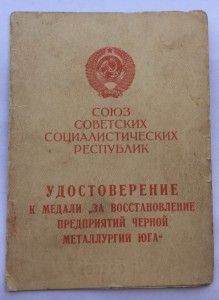 СОЮЗ
СОВЕТСКИХ
СОЦИАЛИСТИЧЕСКИХ
РЕСПУБЛИК
УДОСТОВЕРЕНИЕ
К МЕДАЛИ „ЗА ВОССТАНОВЛЕНИЕ
ПРЕДПРИЯТИЙ ЧЕРНОЙ
МЕТАЛЛУРГИИ ЮГА“